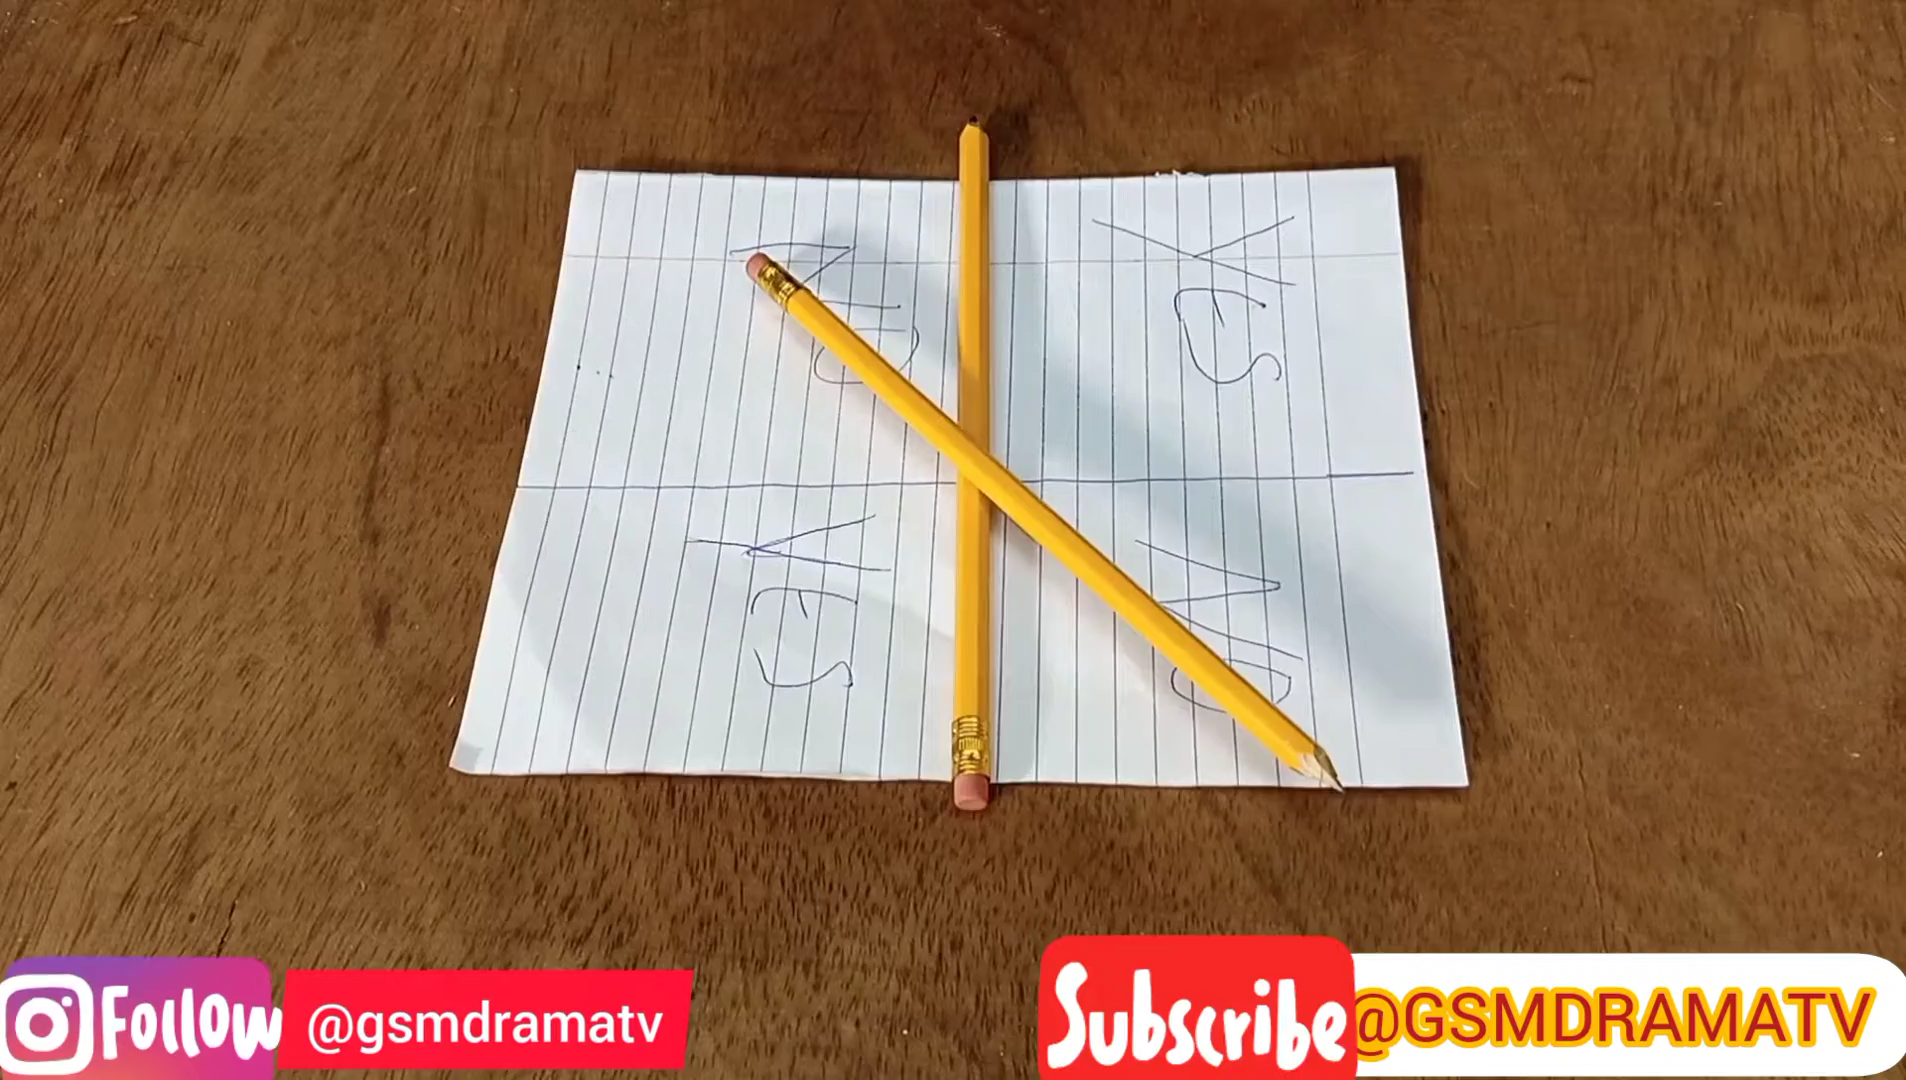 No
Yes
Yes
No
Follow
@gsmdramatv
Subscribe
@GSMDRAMATV